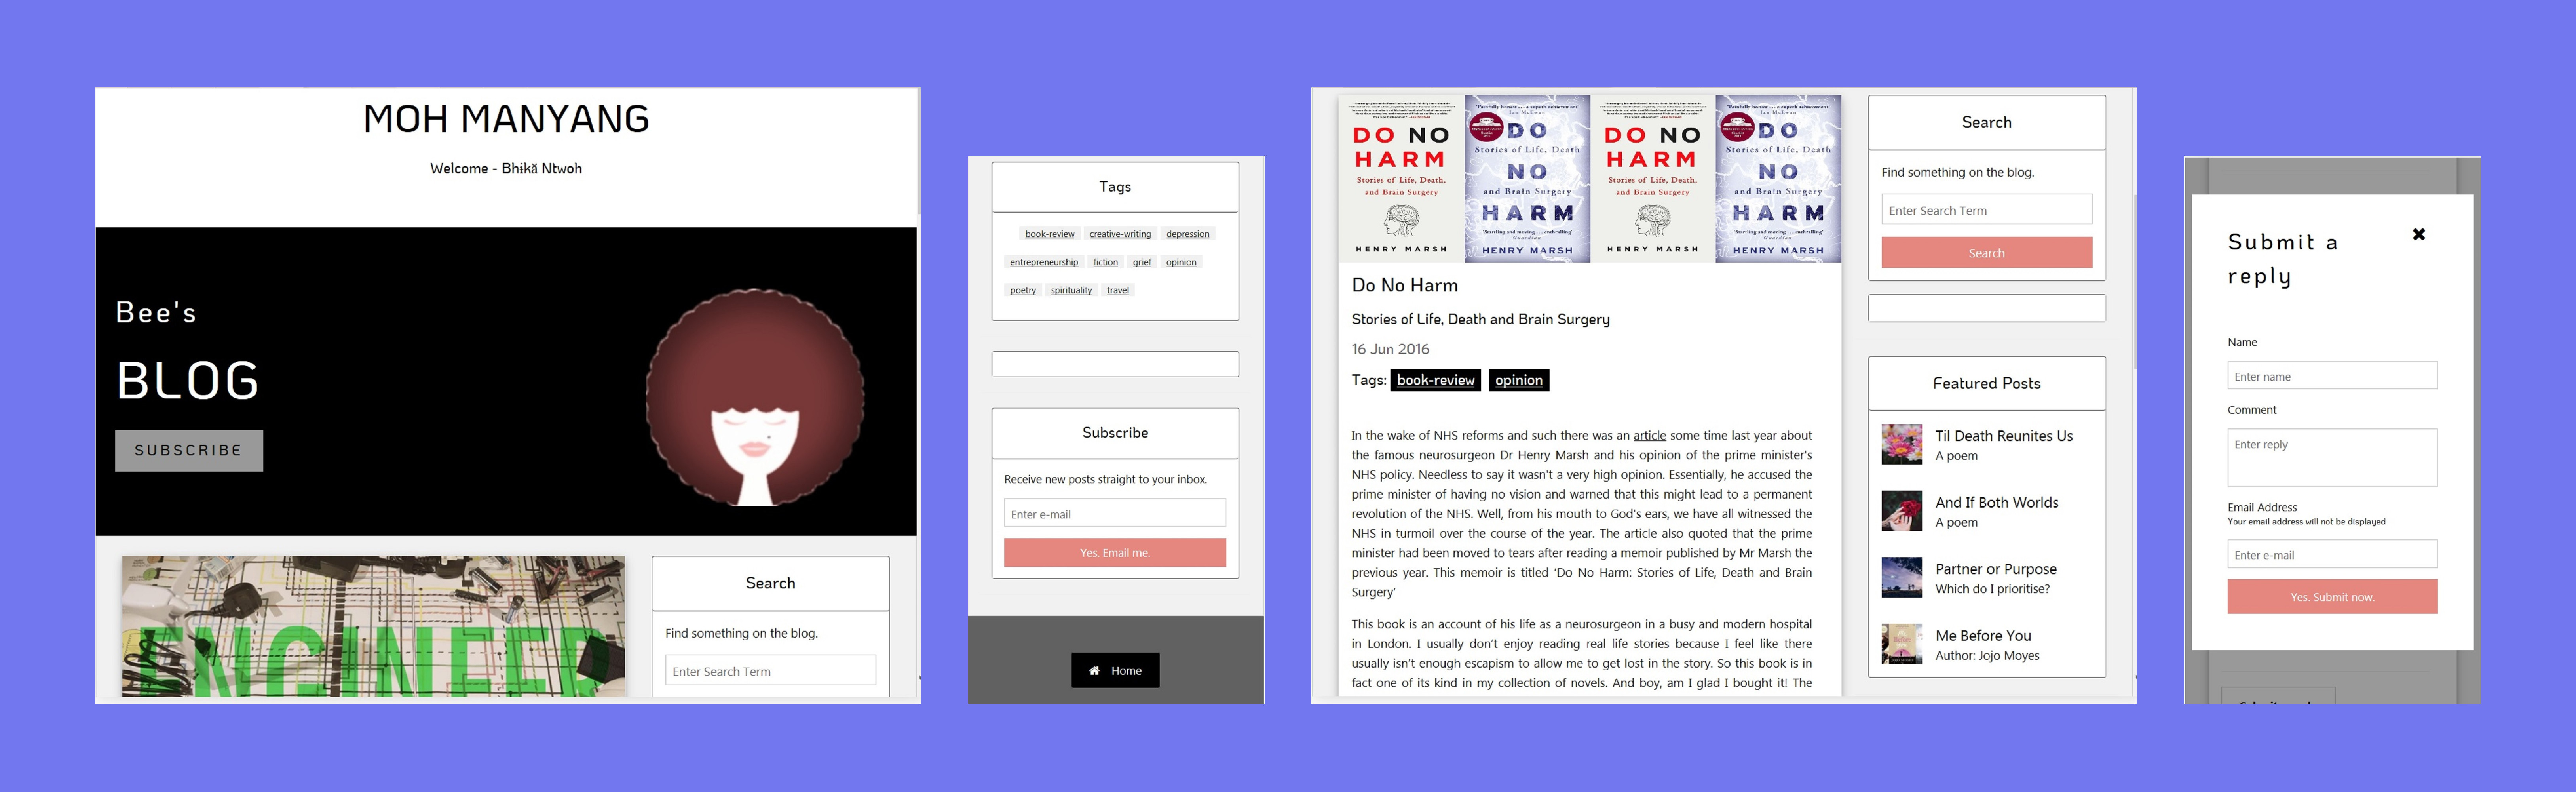 MOH MANYANG
Welcome - Bhikã Ntwoh
Bee's
BLOG
SUBSCRIBE
ENGINEER
Search
Find something on the blog.
Enter Search Term
Tags
book-review creative-writing depression
entrepreneurship fiction grief opinion
poetry spirituality travel
Subscribe
Receive new posts straight to your inbox.
Enter e-mail
Yes. Email me.
Home
DO NO
HARM
Stories of Life, Death,
and Brain Surgery
HENRY MARSH
'Painfully honest ... a superb achievement'
Ian McEwan
DO
Stories of Life, Death
NO
and Brain Surgery
HARM
Guardian
HENRY MARSH
DO NO
HARM
Stories of Life, Death,
and Brain Surgery
HENRY MARSH
'Painfully honest ... a superb achievement'
Ian McEwan
DO
Stories of Life, Death
NO
and Brain Surgery
HARM
Guardian
HENRY MARSH
Do No Harm
Stories of Life, Death and Brain Surgery
16 Jun 2016
Tags: book-review opinion
In the wake of NHS reforms and such there was an article some time last year about
the famous neurosurgeon Dr Henry Marsh and his opinion of the prime minister's
NHS policy. Needless to say it wasn't a very high opinion. Essentially, he accused the
prime minister of having no vision and warned that this might lead to a permanent
revolution of the NHS. Well, from his mouth to God's ears, we have all witnessed the
NHS in turmoil over the course of the year. The article also quoted that the prime
minister had been moved to tears after reading a memoir published by Mr Marsh the
previous year. This memoir is titled 'Do No Harm: Stories of Life, Death and Brain
Surgery'
This book is an account of his life as a neurosurgeon in a busy and modern hospital
in London. I usually don't enjoy reading real life stories because I feel like there
usually isn't enough escapism to allow me to get lost in the story. So this book is in
fact one of its kind in my collection of novels. And boy, am I glad I bought it! The
Search
Find something on the blog.
Enter Search Term
Search
Featured Posts
Til Death Reunites Us
A poem
And If Both Worlds
A poem
Partner or Purpose
Which do I prioritise?
Me Before You
Author: Jojo Moyes
Submit a
reply
Name
Enter name
Comment
Enter reply
Email Address
Your email address will not be displayed
Enter e-mail
Yes. Submit now.